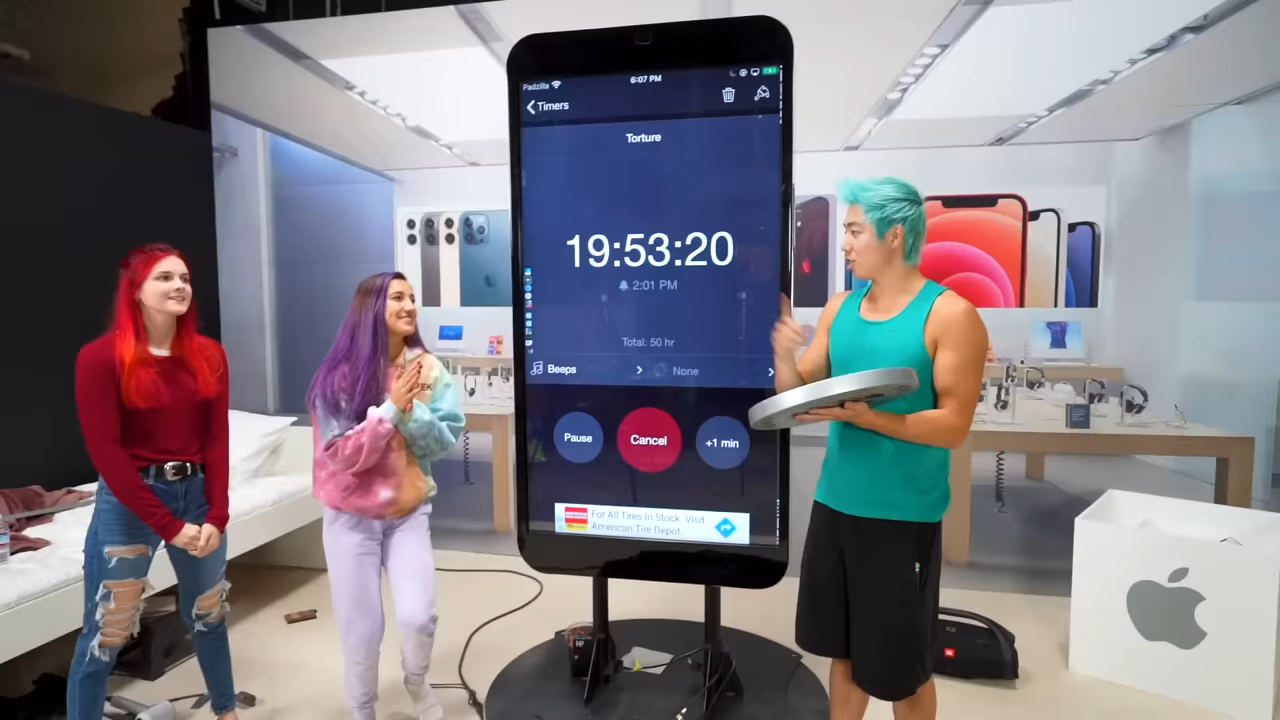 Padzilla
6:07 PM
Timers
Torture
19:53:20
2:01 PM
Total: 50 hr
Beeps
None
Pause
Cancel
+1 min
For All Tires In Stock. Visit
American Tire Depot.